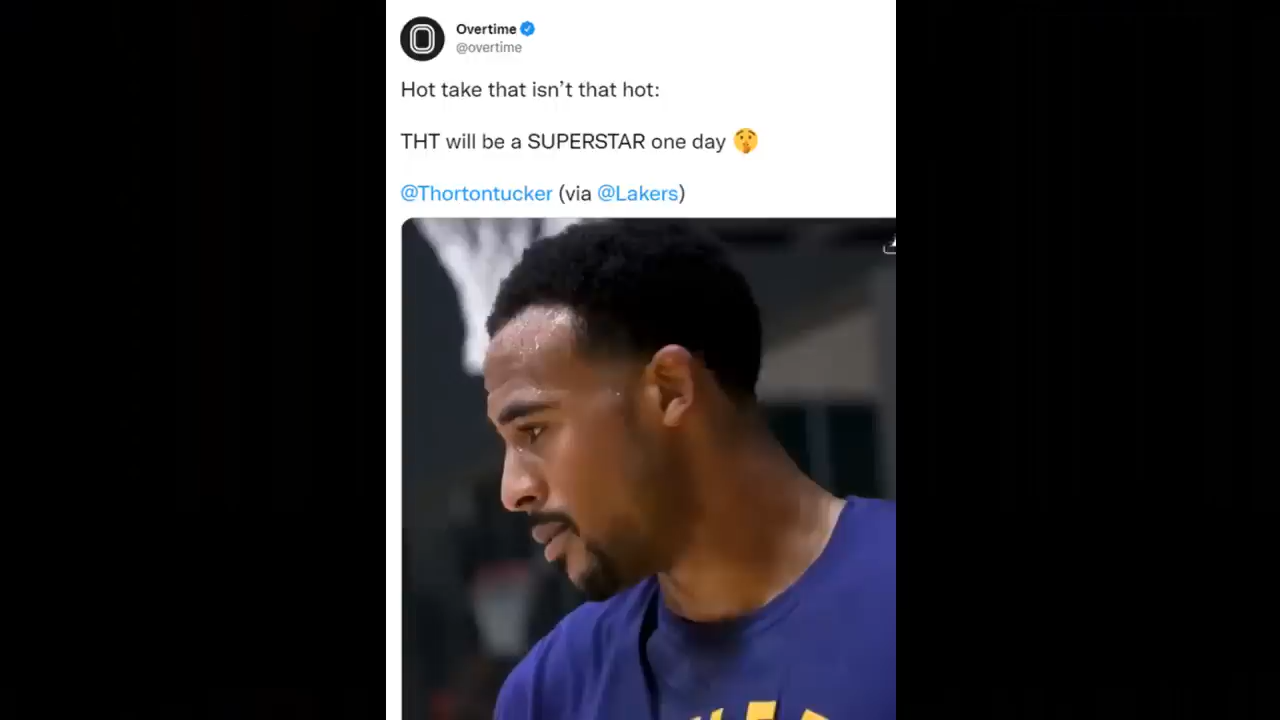 Overtime
@overtime
Hot take that isn’t that hot:
THT will be a SUPERSTAR one day 🤫
@Thortontucker (via @Lakers)